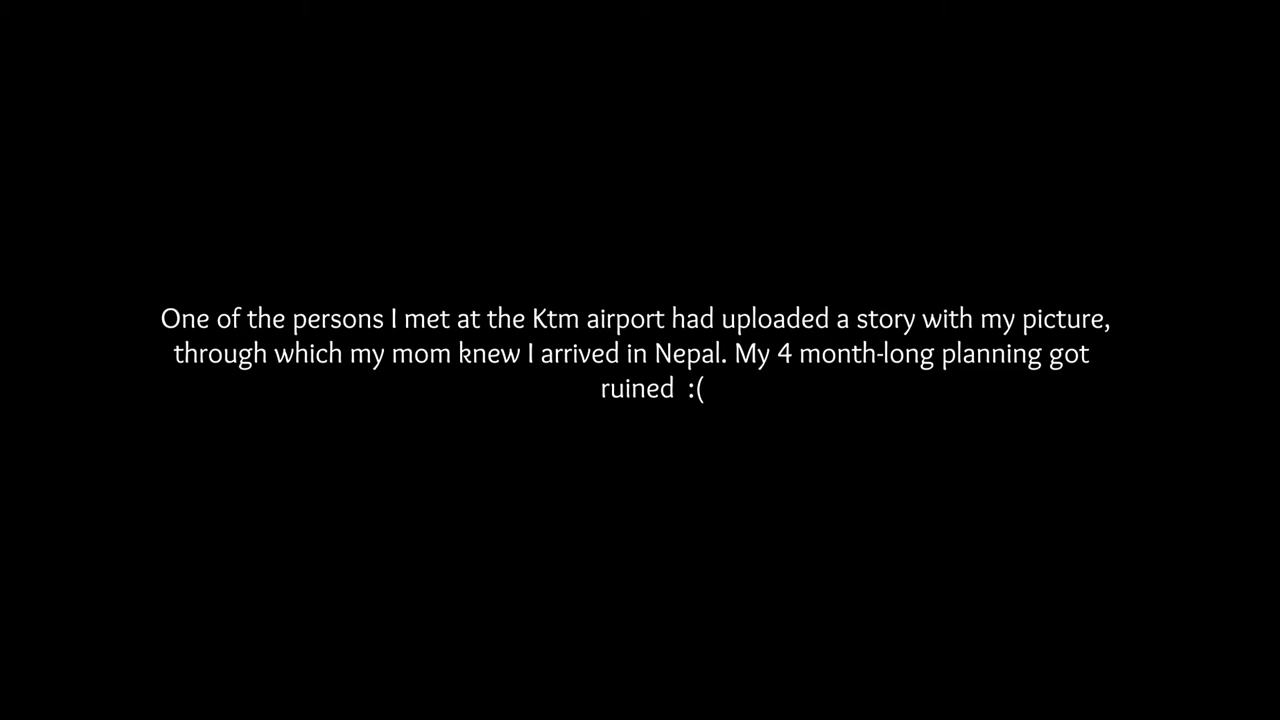 One of the persons I met at the Ktm airport had uploaded a story with my picture,
through which my mom knew I arrived in Nepal. My 4 month-long planning got
ruined :(